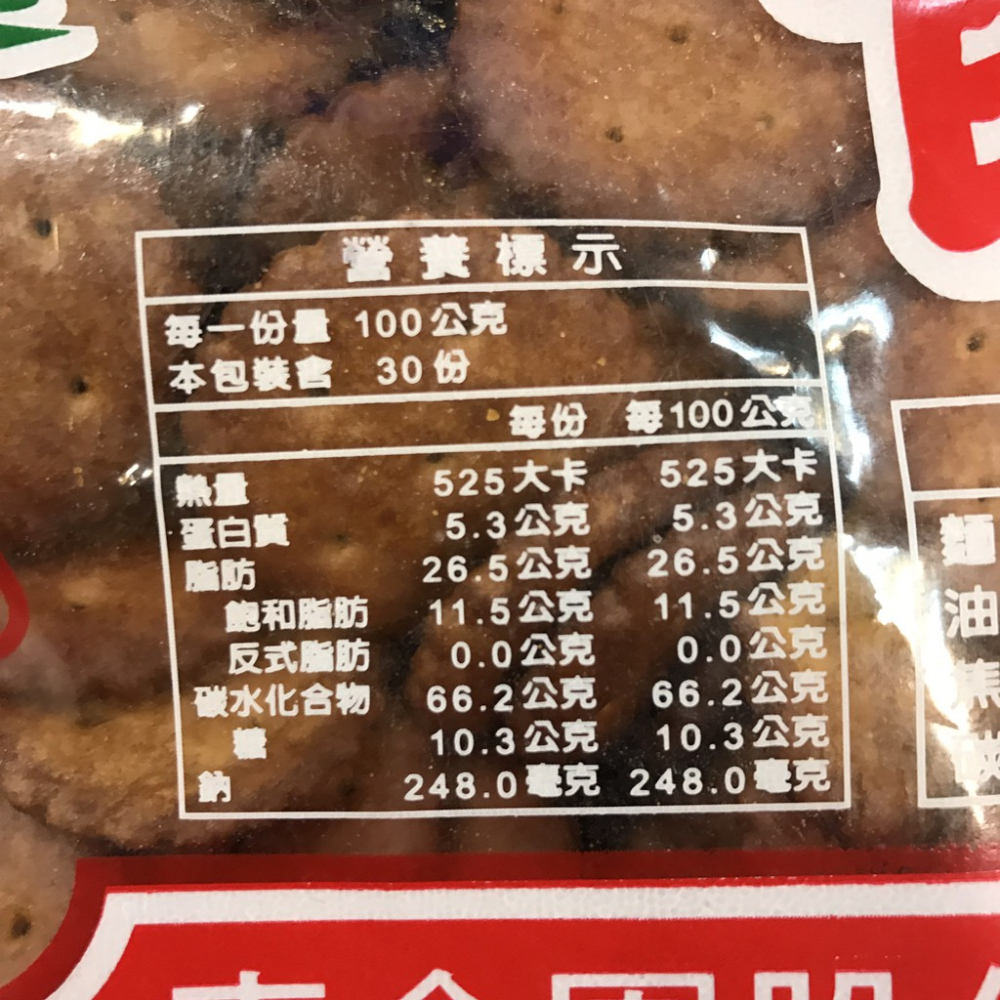 營養標示
每一份量 100公克
本包裝含 30份
每份 每100公克
熱量 525大卡 525大卡
蛋白質 5.3公克 5.3公克
脂肪 26.5公克 26.5公克
飽和脂肪 11.5公克 11.5公克
反式脂肪 0.0公克 0.0公克
碳水化合物 66.2公克 66.2公克
糖 10.3公克 10.3公克
鈉 248.0毫克 248.0毫克
麵
油